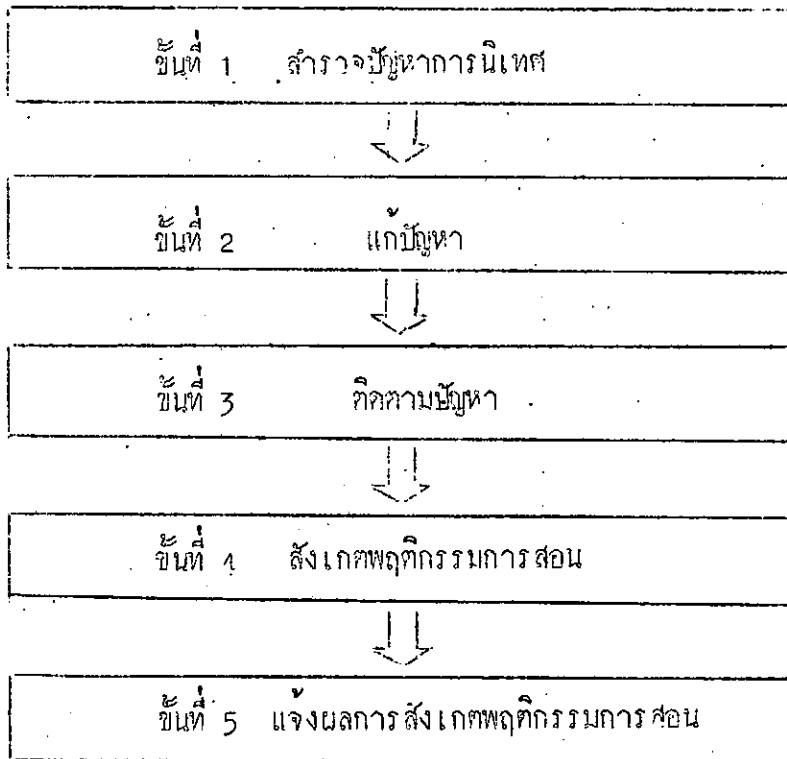 ขั้นที่ 1 สำรวจปัญหาการนิเทศ
ขั้นที่ 2 แก้ปัญหา
ขั้นที่ 3 ติดตามปัญหา
ขั้นที่ 4 สังเกตพฤติกรรมการสอน
ขั้นที่ 5 แจ้งผลการสังเกตพฤติกรรมการสอน